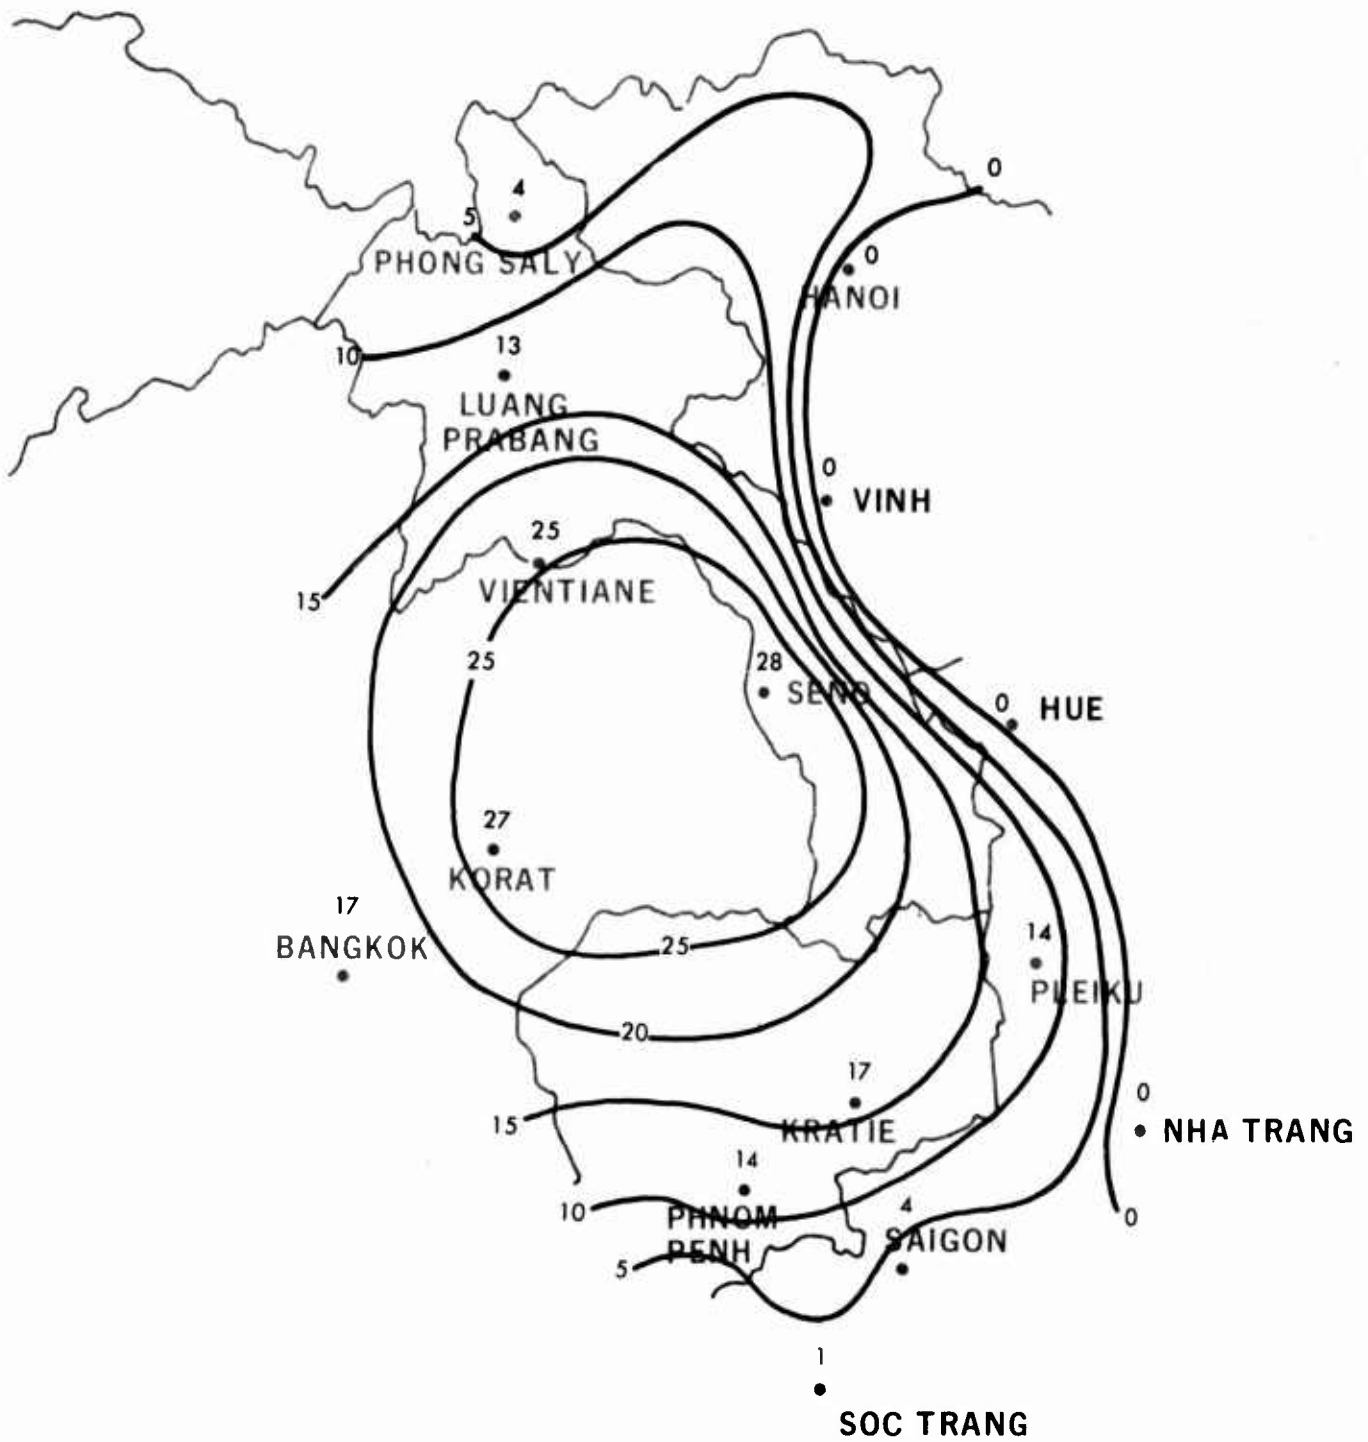 0
4
5
PHONG SALY
0
HANOI
10
13
LUANG
PRABANG
0
VINH
25
VIENTIANE
15
25
28
SENO
0
HUE
27
KORAT
17
BANGKOK
25
14
PLEIKU
20
17
KRATIE
15
0
NHA TRANG
14
PHNOM
PENH
10
4
SAIGON
0
5
1
SOC TRANG